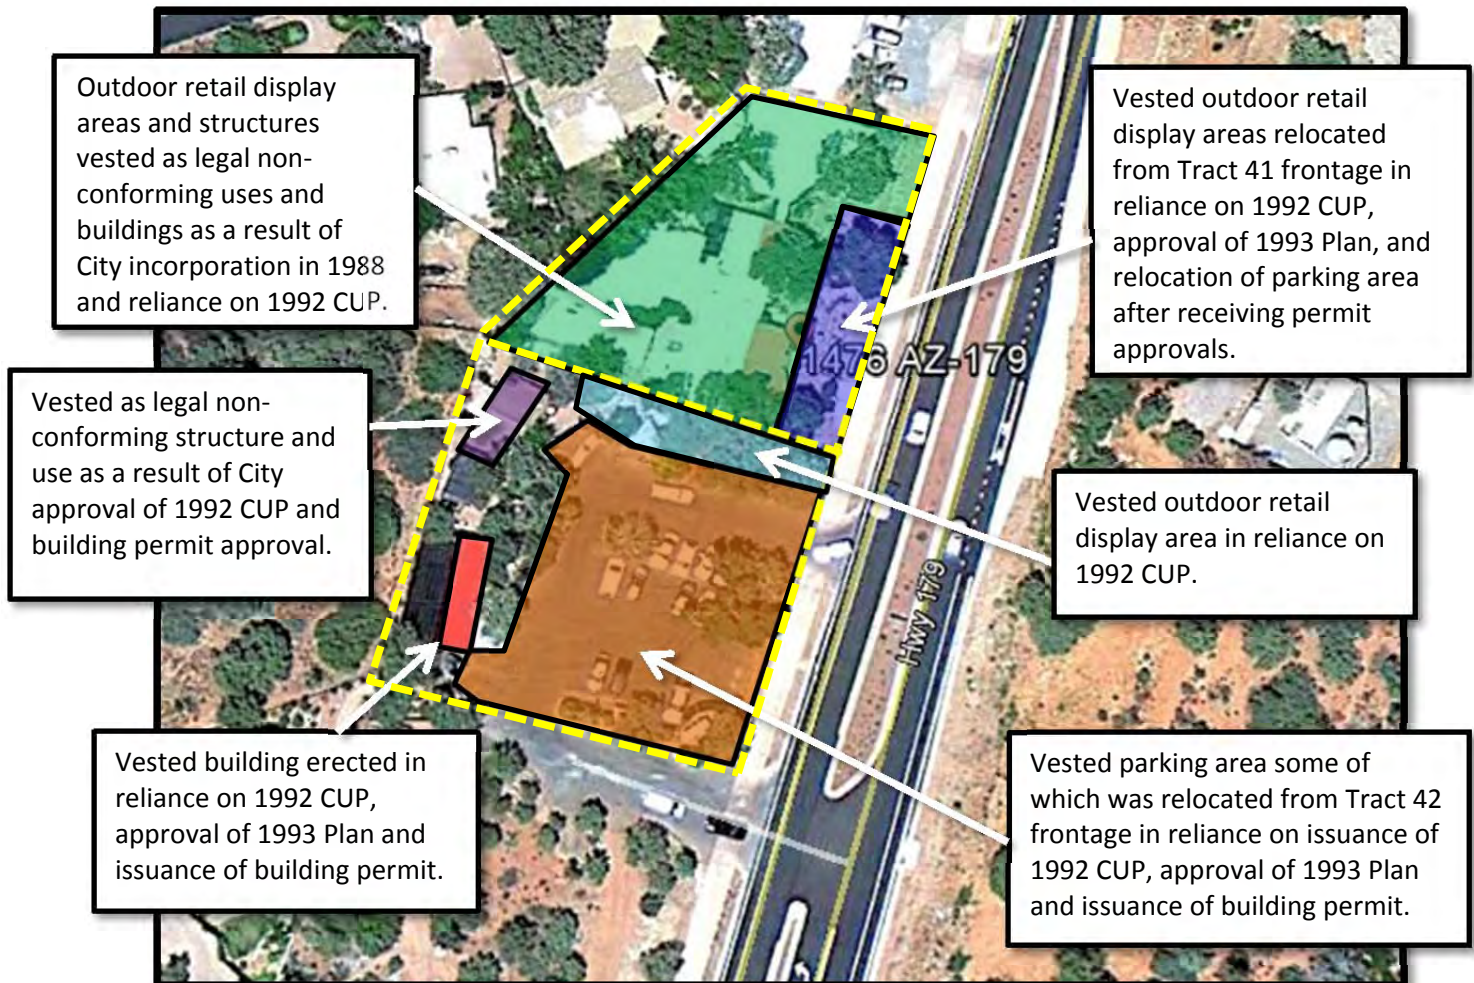 Outdoor retail display
areas and structures
vested as legal non-
conforming uses and
buildings as a result of
City incorporation in 1988
and reliance on 1992 CUP.
Vested outdoor retail
display areas relocated
from Tract 41 frontage in
reliance on 1992 CUP,
approval of 1993 Plan, and
relocation of parking area
after receiving permit
approvals.
1476 AZ-179
Vested as legal non-
conforming structure and
use as a result of City
approval of 1992 CUP and
building permit approval.
Vested outdoor retail
display area in reliance on
1992 CUP.
Hwy 179
Vested building erected in
reliance on 1992 CUP,
approval of 1993 Plan and
issuance of building permit.
Vested parking area some of
which was relocated from Tract 42
frontage in reliance on issuance of
1992 CUP, approval of 1993 Plan
and issuance of building permit.